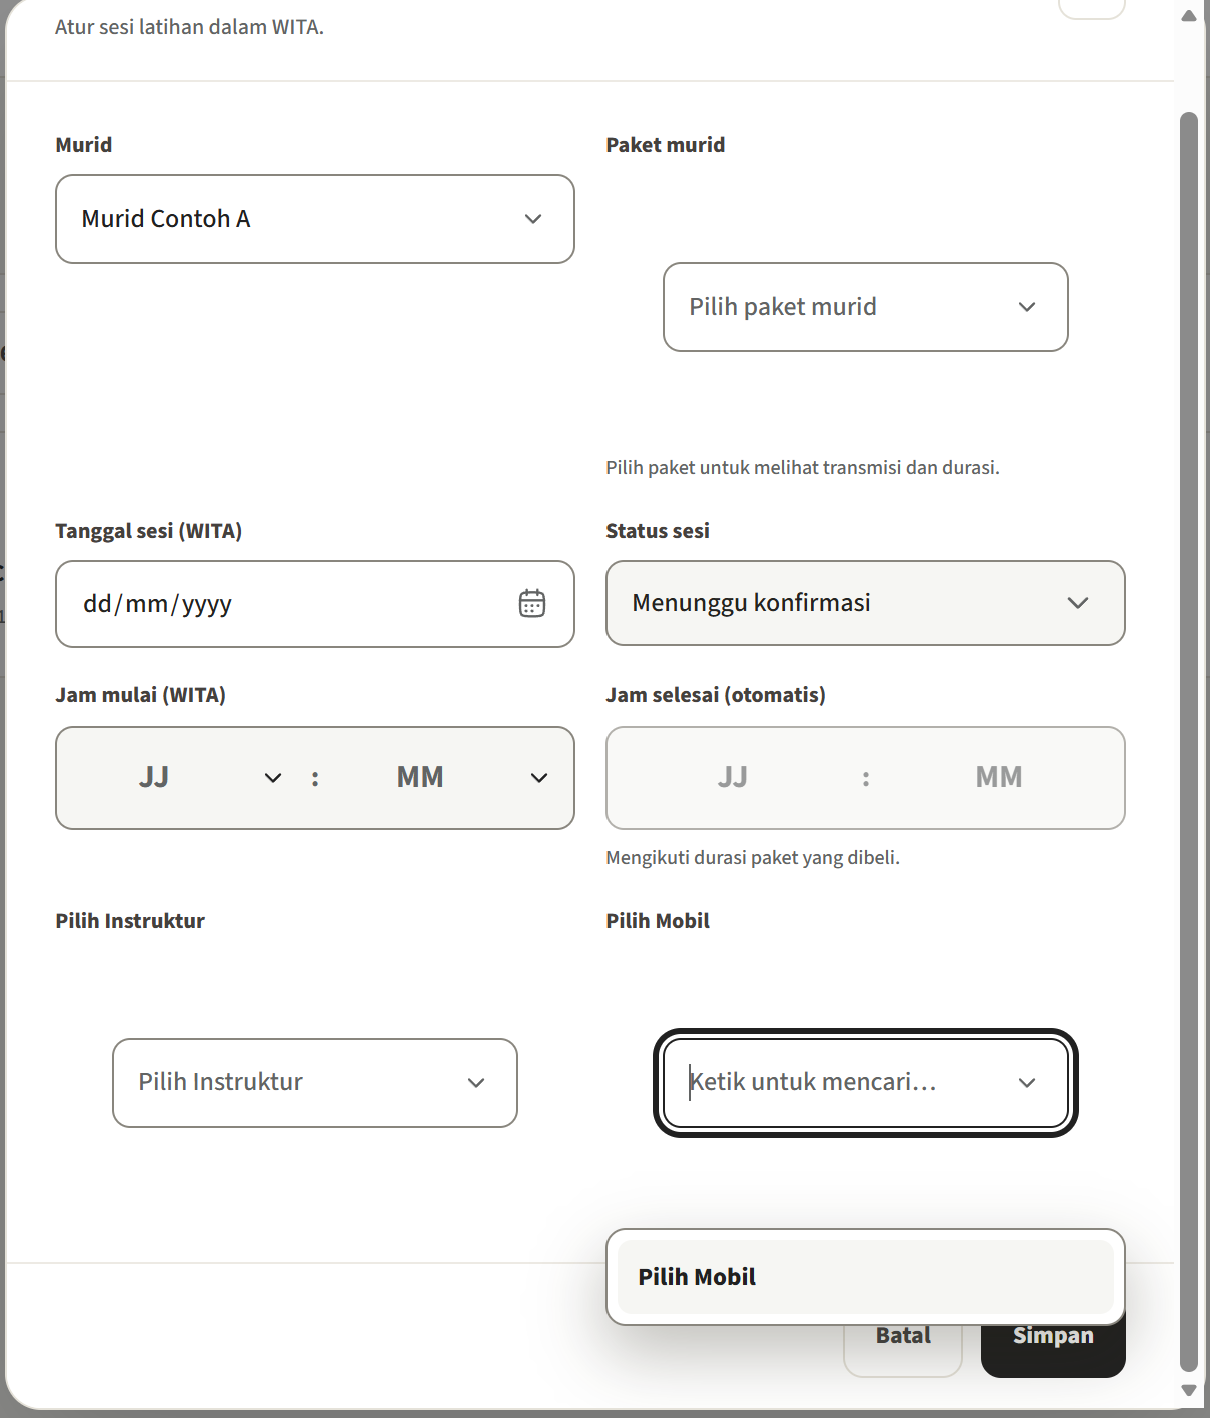 Atur sesi latihan dalam WITA.
Murid
Paket murid
Murid Contoh A
Pilih paket murid
Pilih paket untuk melihat transmisi dan durasi.
Tanggal sesi (WITA)
Status sesi
dd/mm/yyyy
Menunggu konfirmasi
Jam mulai (WITA)
Jam selesai (otomatis)
JJ : MM
JJ : MM
Mengikuti durasi paket yang dibeli.
Pilih Instruktur
Pilih Mobil
Pilih Instruktur
Ketik untuk mencari...
Pilih Mobil
Batal
Simpan